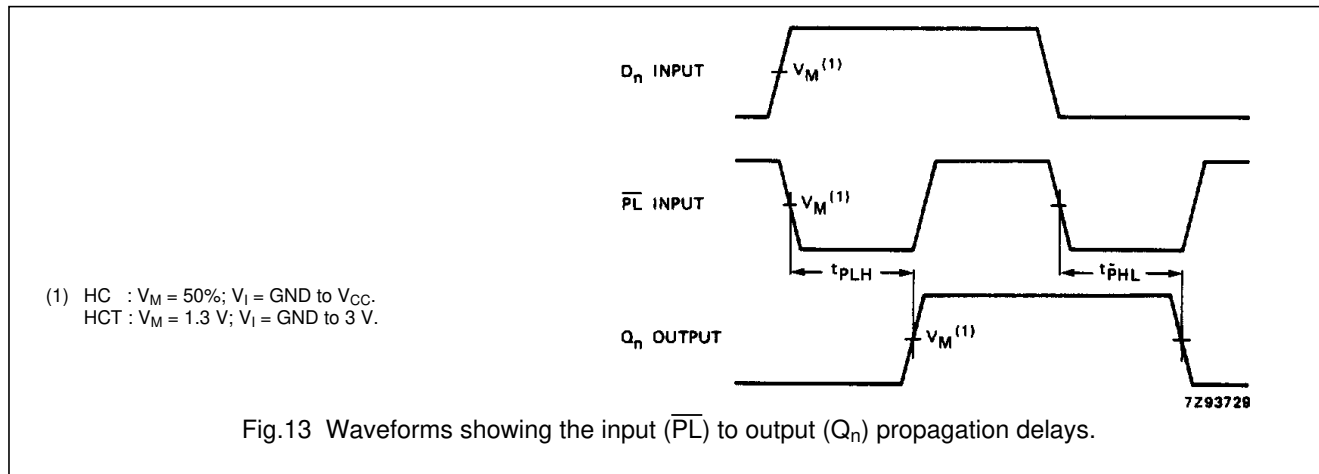 Dn INPUT
VM(1)
PL INPUT
VM(1)
tPLH
tPHL
(1) HC : VM = 50%; VI = GND to VCC.
HCT : VM = 1.3 V; VI = GND to 3 V.
Qn OUTPUT
VM(1)
7Z93729
Fig.13 Waveforms showing the input (PL) to output (Qn) propagation delays.